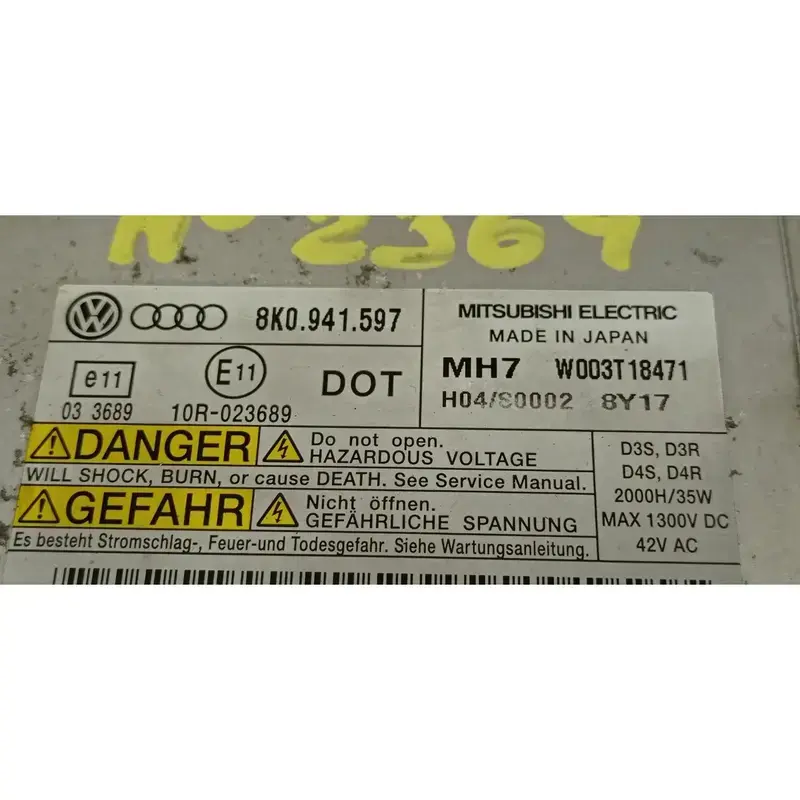 Nº 2369
8K0.941.597
e11
E11
DOT
03 3689
10R-023689
MITSUBISHI ELECTRIC
MADE IN JAPAN
MH7 W003T18471
H04/S0002 8Y17
DANGER
Do not open.
HAZARDOUS VOLTAGE
WILL SHOCK, BURN, or cause DEATH. See Service Manual.
GEFAHR
Nicht öffnen.
GEFÄHRLICHE SPANNUNG
Es besteht Stromschlag-, Feuer-und Todesgefahr. Siehe Wartungsanleitung.
D3S, D3R
D4S, D4R
2000H/35W
MAX 1300V DC
42V AC